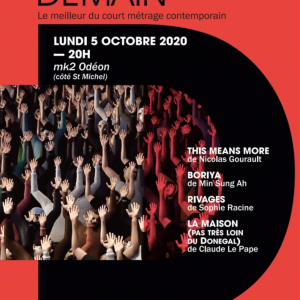 DEMAIN
Le meilleur du court métrage contemporain
LUNDI 5 OCTOBRE 2020
— 20H
mk2 Odéon
(côté St Michel)
THIS MEANS MORE
de Nicolas Gourault
BORIYA
de Min Sung Ah
RIVAGES
de Sophie Racine
LA MAISON
(PAS TRÈS LOIN
DU DONEGAL)
de Claude Le Pape